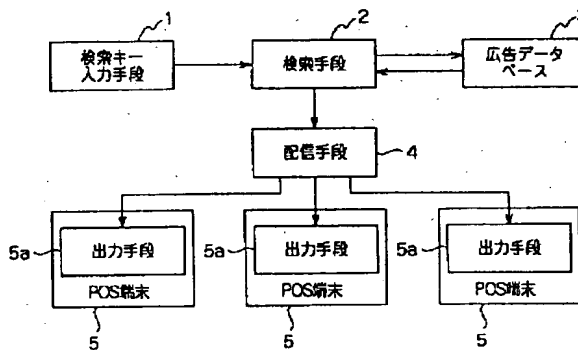 1
2
検索キー
入力手段
検索手段
広告データ
ベース
配信手段
4
5a
出力手段
5a
出力手段
5a
出力手段
POS端末
POS端末
POS端末
5
5
5